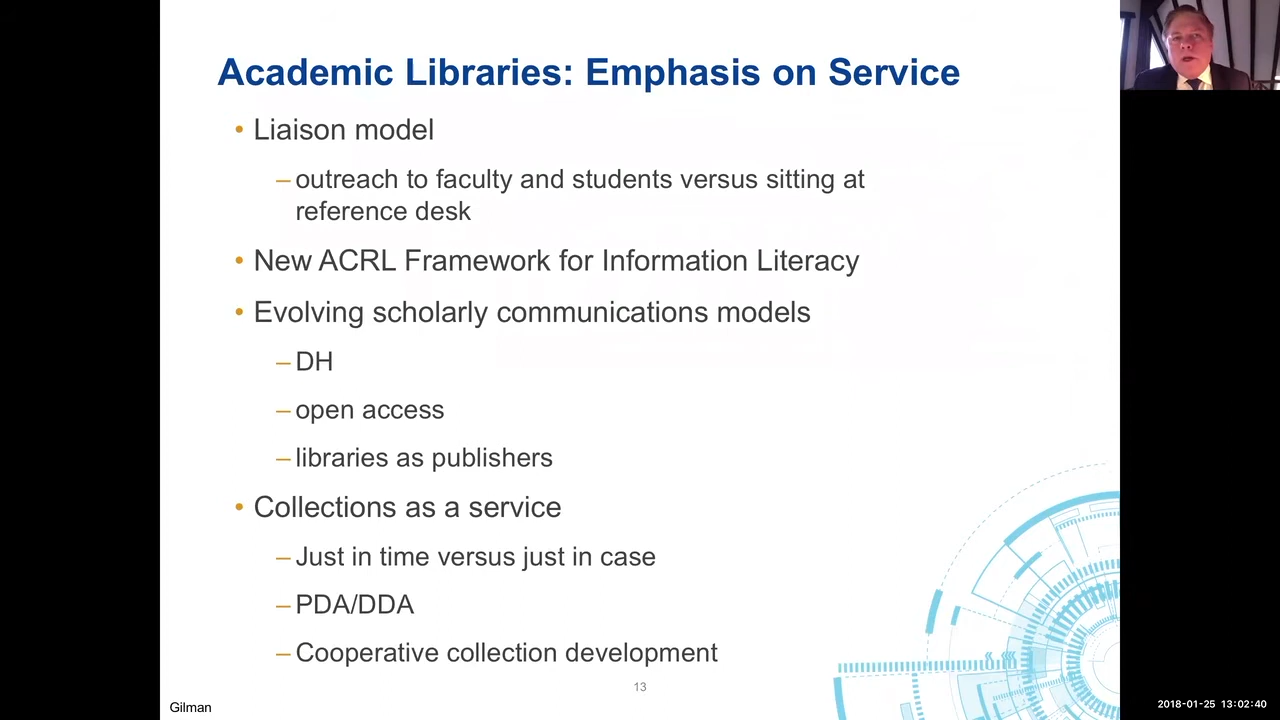 Academic Libraries: Emphasis on Service
• Liaison model
– outreach to faculty and students versus sitting at
reference desk
• New ACRL Framework for Information Literacy
• Evolving scholarly communications models
– DH
– open access
– libraries as publishers
• Collections as a service
– Just in time versus just in case
– PDA/DDA
– Cooperative collection development
13
Gilman
2018-01-25 13:02:40